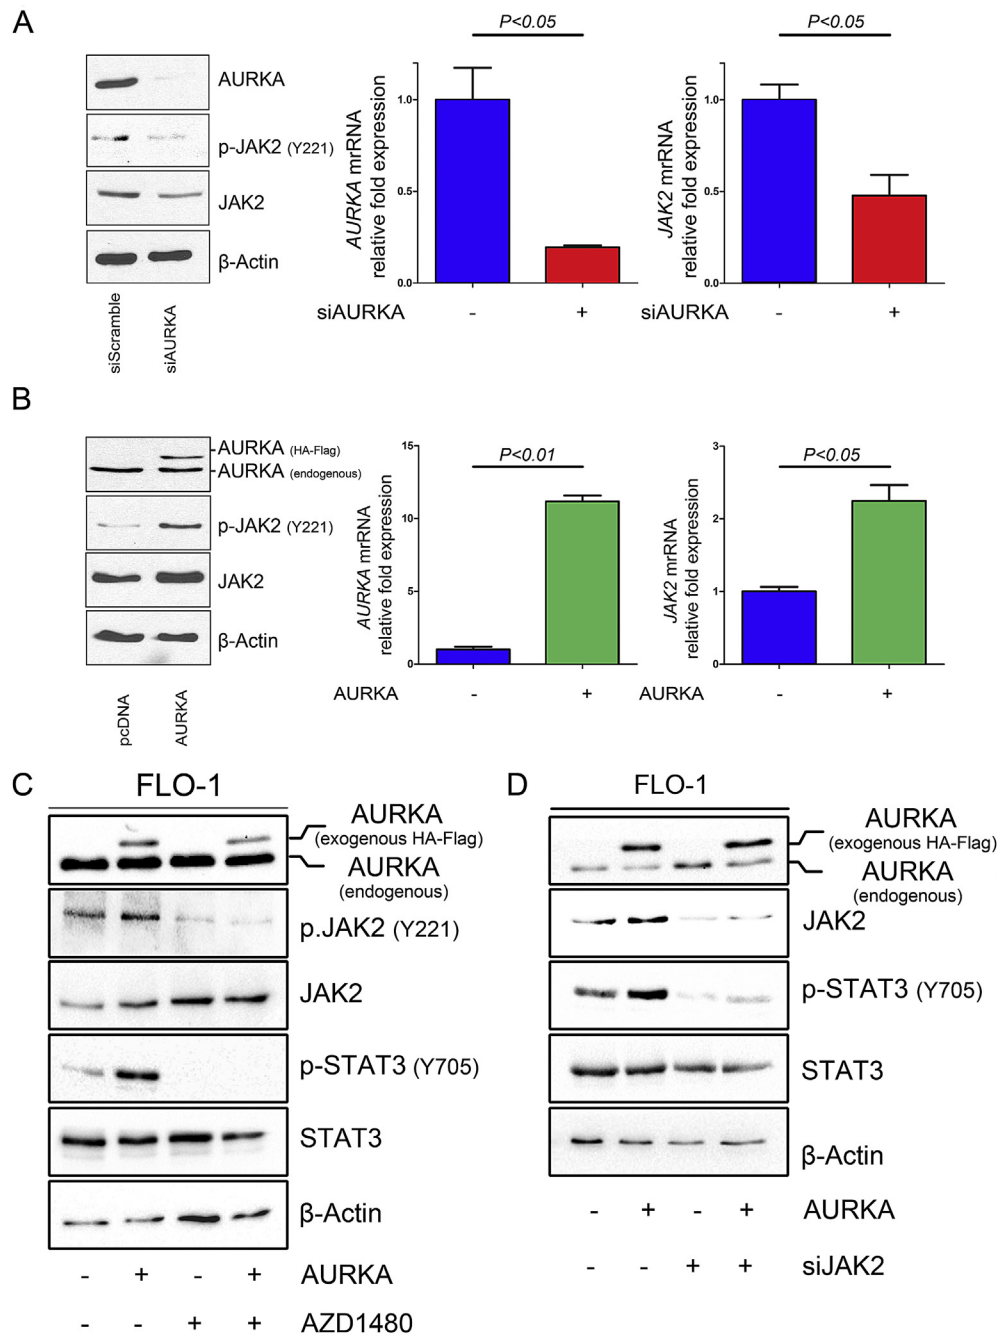 A
AURKA
p-JAK2 (Y221)
JAK2
β-Actin
siScramble
siAURKA
P<0.05
AURKA mrRNA
relative fold expression
1.0
0.5
0.0
siAURKA - +
P<0.05
JAK2 mrRNA
relative fold expression
1.0
0.5
0.0
siAURKA - +
B
AURKA (HA-Flag)
AURKA (endogenous)
p-JAK2 (Y221)
JAK2
β-Actin
pcDNA
AURKA
P<0.01
AURKA mrRNA
relative fold expression
15
10
5
0
AURKA - +
P<0.05
JAK2 mrRNA
relative fold expression
3
2
1
0
AURKA - +
C
FLO-1
AURKA
(exogenous HA-Flag)
AURKA
(endogenous)
p.JAK2 (Y221)
JAK2
p-STAT3 (Y705)
STAT3
β-Actin
- + - + AURKA
- - + + AZD1480
D
FLO-1
AURKA
(exogenous HA-Flag)
AURKA
(endogenous)
JAK2
p-STAT3 (Y705)
STAT3
β-Actin
- + - + AURKA
- - + + siJAK2